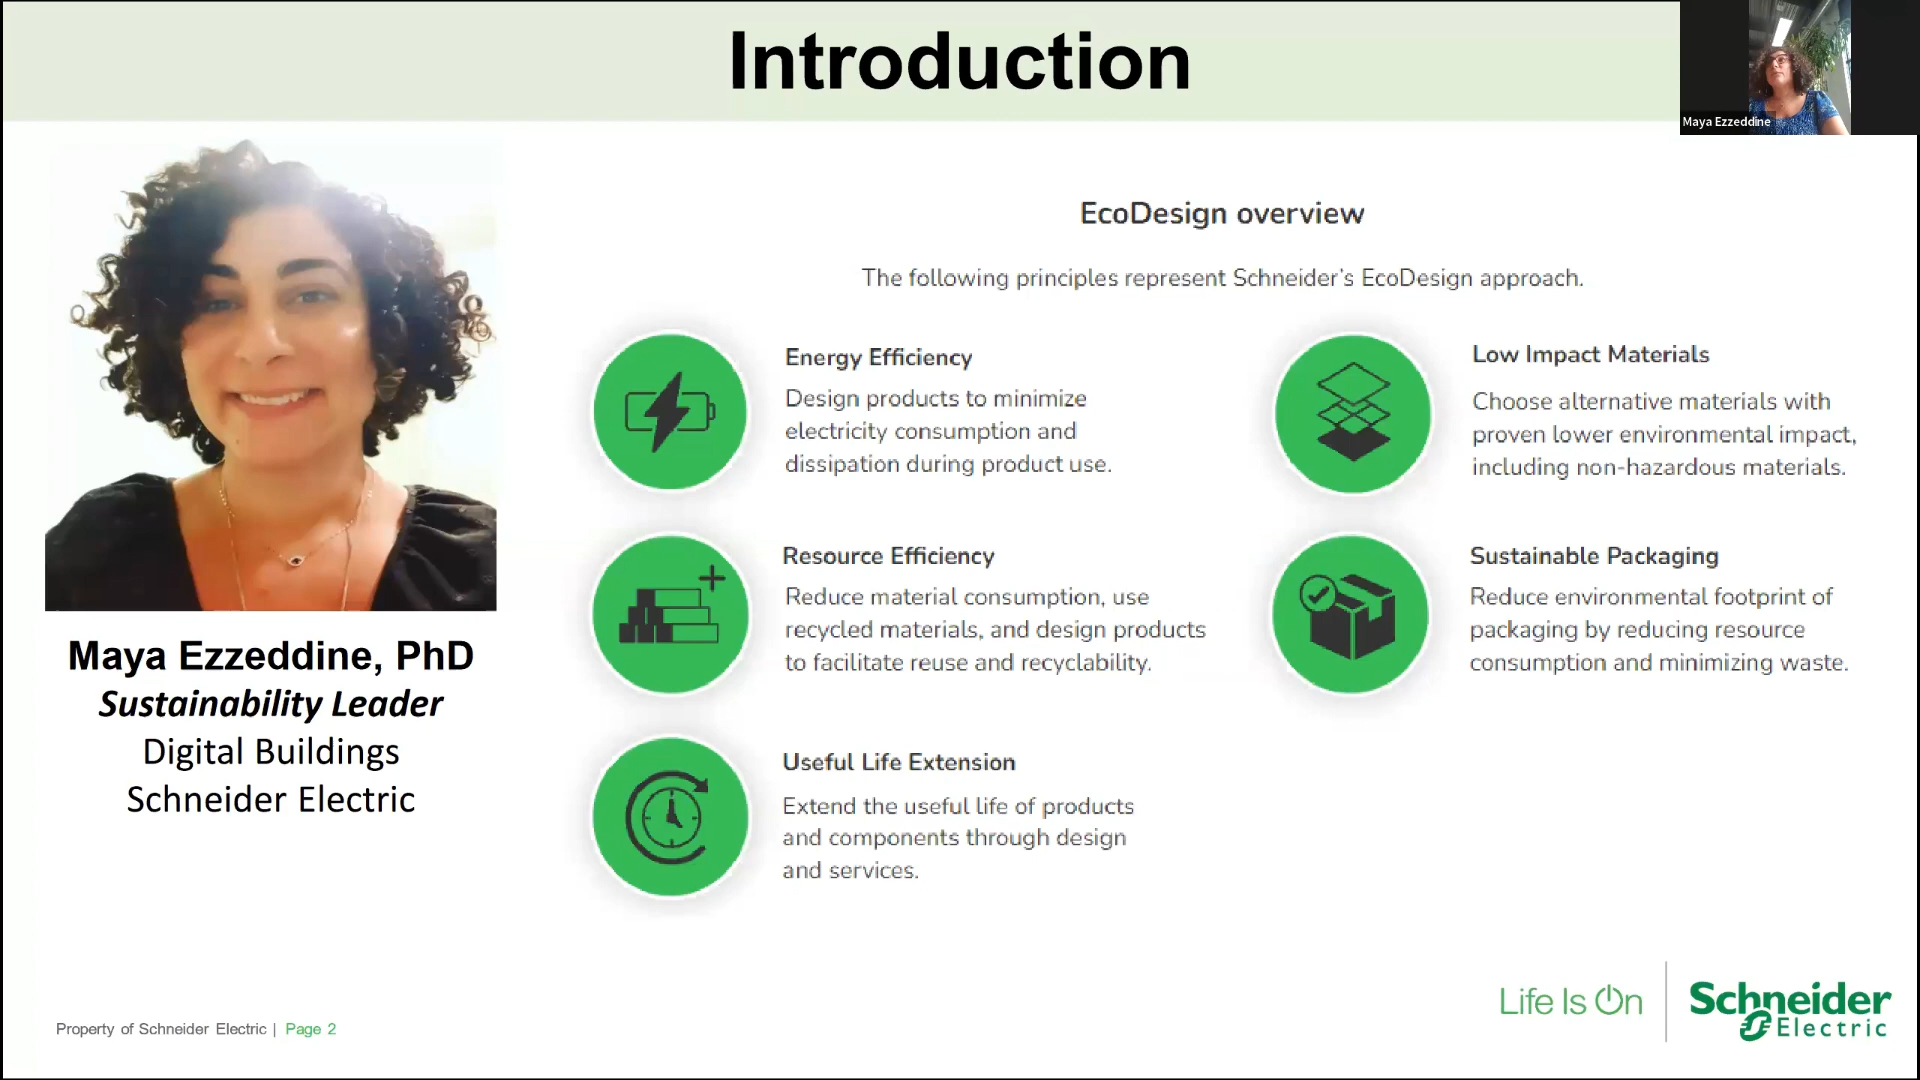 Introduction
Maya Ezzeddine
EcoDesign overview
The following principles represent Schneider's EcoDesign approach.
Energy Efficiency
Design products to minimize
electricity consumption and
dissipation during product use.
Low Impact Materials
Choose alternative materials with
proven lower environmental impact,
including non-hazardous materials.
Resource Efficiency
Reduce material consumption, use
recycled materials, and design products
to facilitate reuse and recyclability.
Sustainable Packaging
Reduce environmental footprint of
packaging by reducing resource
consumption and minimizing waste.
Useful Life Extension
Extend the useful life of products
and components through design
and services.
Maya Ezzeddine, PhD
Sustainability Leader
Digital Buildings
Schneider Electric
Property of Schneider Electric | Page 2
Life Is On
Schneider
Electric